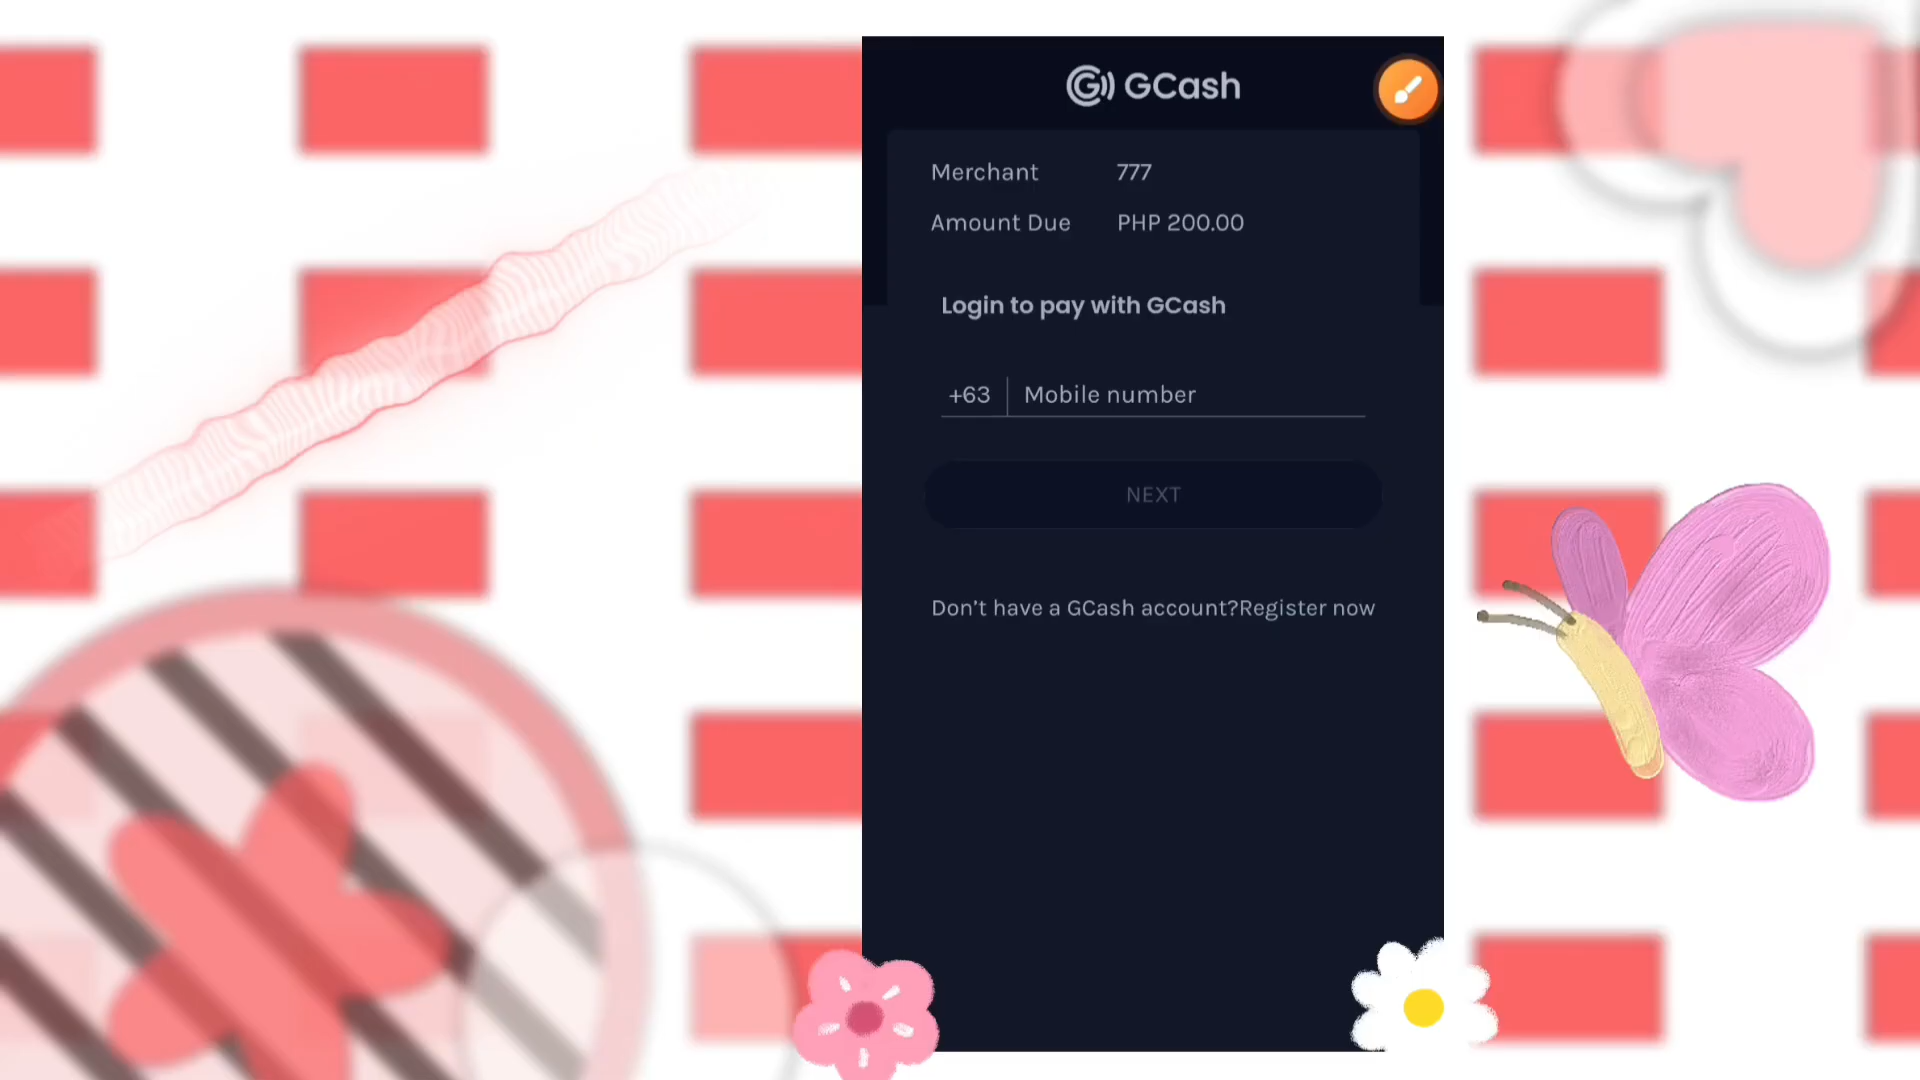 GCash
Merchant 777
Amount Due PHP 200.00
Login to pay with GCash
+63 Mobile number
NEXT
Don’t have a GCash account?Register now